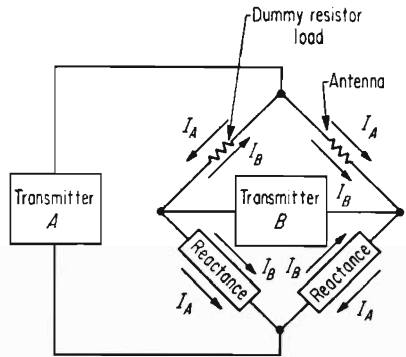 Dummy resistor
load
Antenna
I_A
I_B
I_A
I_B
Transmitter
A
Transmitter
B
Reactance
I_B
I_A
I_B
Reactance
I_A